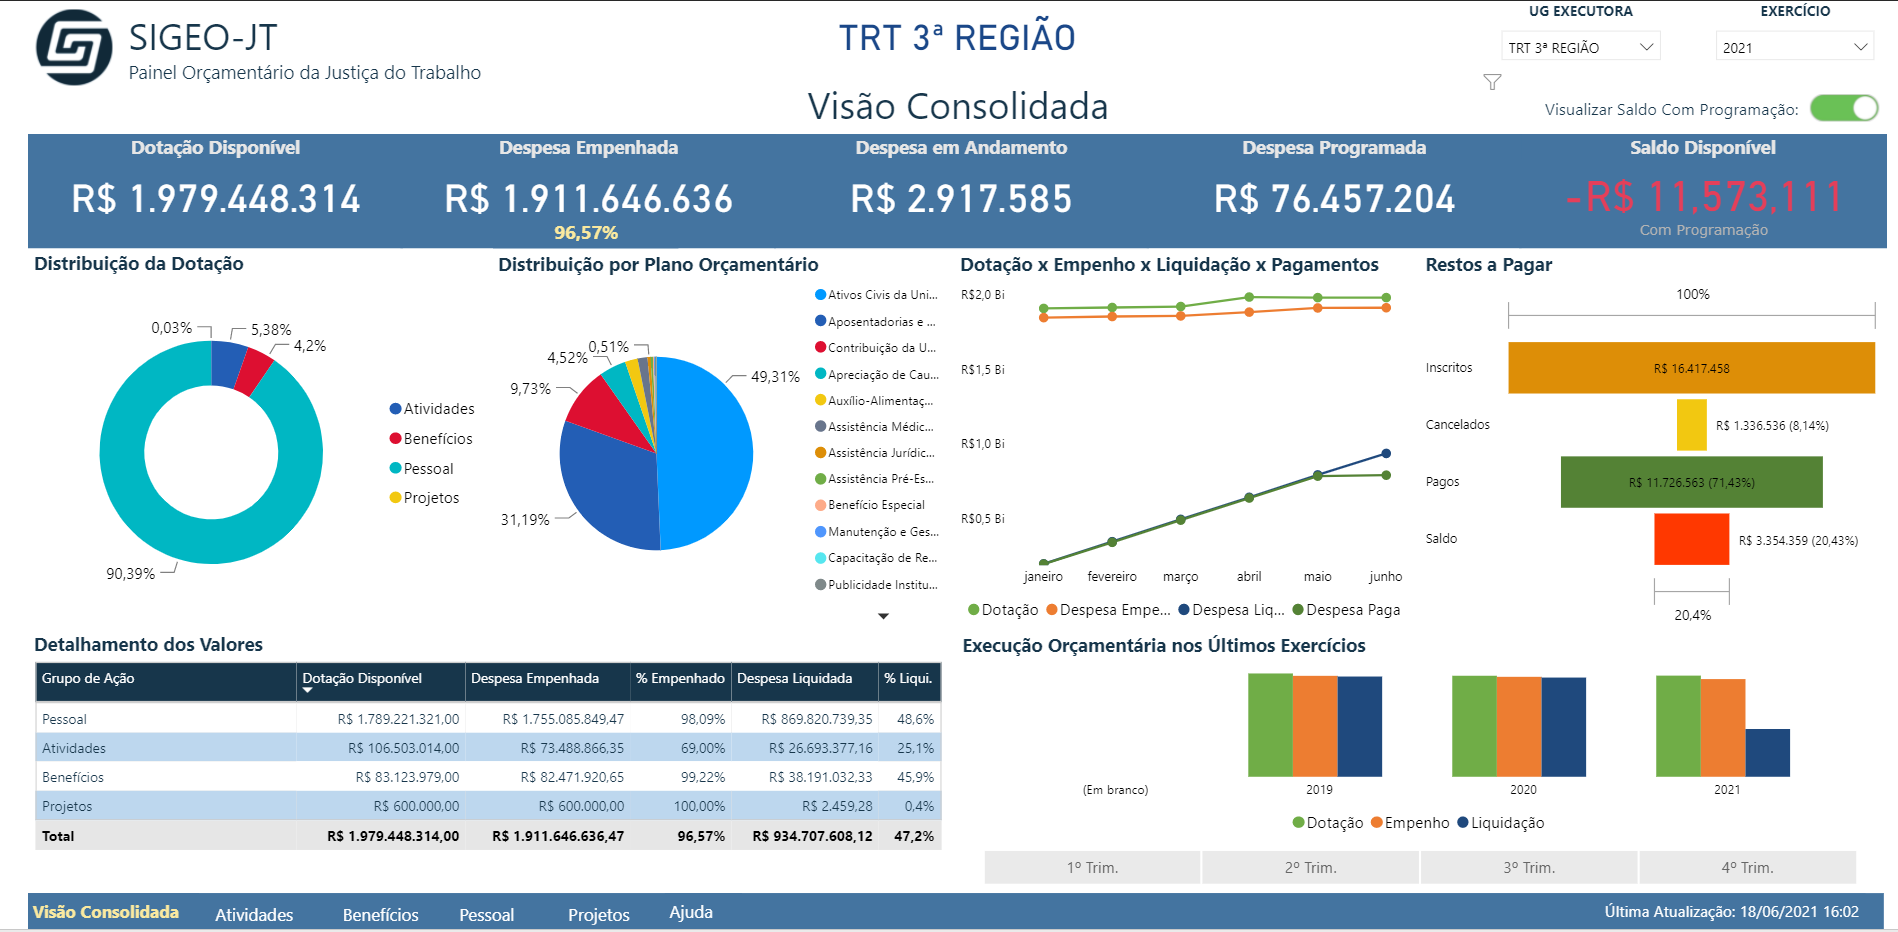 SIGEO-JT
Painel Orçamentário da Justiça do Trabalho
TRT 3ª REGIÃO
Visão Consolidada
UG EXECUTORA
EXERCÍCIO
TRT 3ª REGIÃO
2021
Visualizar Saldo Com Programação:
Dotação Disponível
R$ 1.979.448.314
Despesa Empenhada
R$ 1.911.646.636
96,57%
Despesa em Andamento
R$ 2.917.585
Despesa Programada
R$ 76.457.204
Saldo Disponível
-R$ 11,573,111
Com Programação
Distribuição da Dotação
0,03%
5,38%
4,2%
90,39%
Atividades
Benefícios
Pessoal
Projetos
Distribuição por Plano Orçamentário
0,51%
4,52%
9,73%
31,19%
49,31%
Ativos Civis da Uni...
Aposentadorias e ...
Contribuição da U...
Apreciação de Cau...
Auxílio-Alimentaç...
Assistência Médic...
Assistência Jurídic...
Assistência Pré-Es...
Benefício Especial
Manutenção e Ges...
Capacitação de Re...
Publicidade Institu...
Dotação x Empenho x Liquidação x Pagamentos
R$2,0 Bi
R$1,5 Bi
R$1,0 Bi
R$0,5 Bi
janeiro fevereiro março abril maio junho
Dotação Despesa Empe... Despesa Liq... Despesa Paga
Restos a Pagar
100%
Inscritos R$ 16.417.458
Cancelados R$ 1.336.536 (8,14%)
Pagos R$ 11.726.563 (71,43%)
Saldo R$ 3.354.359 (20,43%)
20,4%
Detalhamento dos Valores
Grupo de Ação Dotação Disponível Despesa Empenhada % Empenhado Despesa Liquidada % Liqui.
Pessoal R$ 1.789.221.321,00 R$ 1.755.085.849,47 98,09% R$ 869.820.739,35 48,6%
Atividades R$ 106.503.014,00 R$ 73.488.866,35 69,00% R$ 26.693.377,16 25,1%
Benefícios R$ 83.123.979,00 R$ 82.471.920,65 99,22% R$ 38.191.032,33 45,9%
Projetos R$ 600.000,00 R$ 600.000,00 100,00% R$ 2.459,28 0,4%
Total R$ 1.979.448.314,00 R$ 1.911.646.636,47 96,57% R$ 934.707.608,12 47,2%
Execução Orçamentária nos Últimos Exercícios
(Em branco) 2019 2020 2021
Dotação Empenho Liquidação
1º Trim. 2º Trim. 3º Trim. 4º Trim.
Visão Consolidada Atividades Benefícios Pessoal Projetos Ajuda
Última Atualização: 18/06/2021 16:02